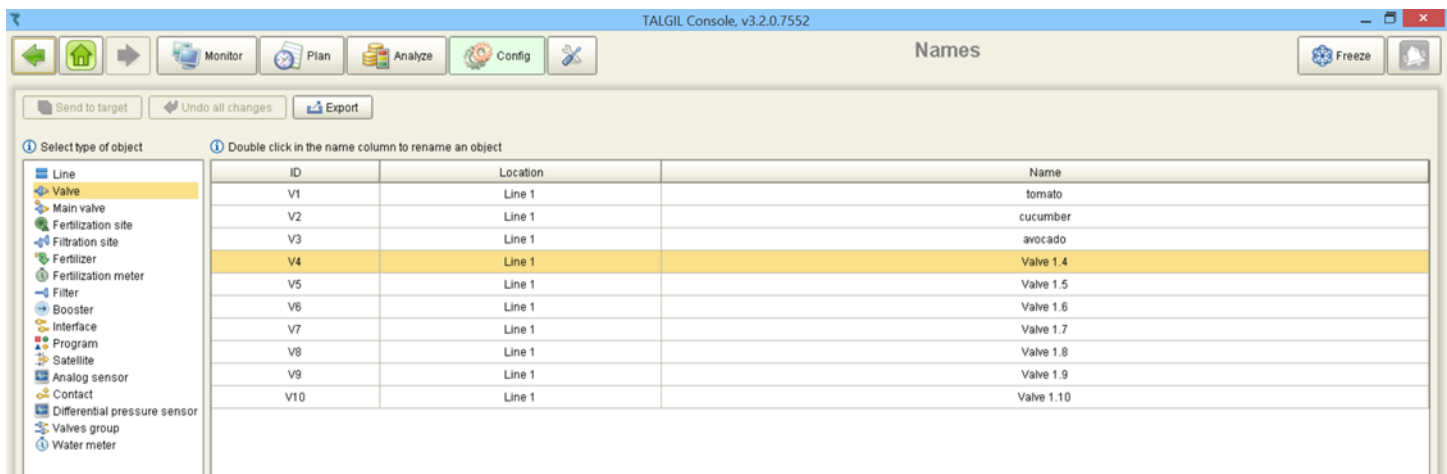 TALGIL Console, v3.2.0.7552
Monitor Plan Analyze Config Names Freeze
Send to target Undo all changes Export
Select type of object Double click in the name column to rename an object
Line
Valve
Main valve
Fertilization site
Filtration site
Fertilizer
Fertilization meter
Filter
Booster
Interface
Program
Satellite
Analog sensor
Contact
Differential pressure sensor
Valves group
Water meter
ID Location Name
V1 Line 1 tomato
V2 Line 1 cucumber
V3 Line 1 avocado
V4 Line 1 Valve 1.4
V5 Line 1 Valve 1.5
V6 Line 1 Valve 1.6
V7 Line 1 Valve 1.7
V8 Line 1 Valve 1.8
V9 Line 1 Valve 1.9
V10 Line 1 Valve 1.10